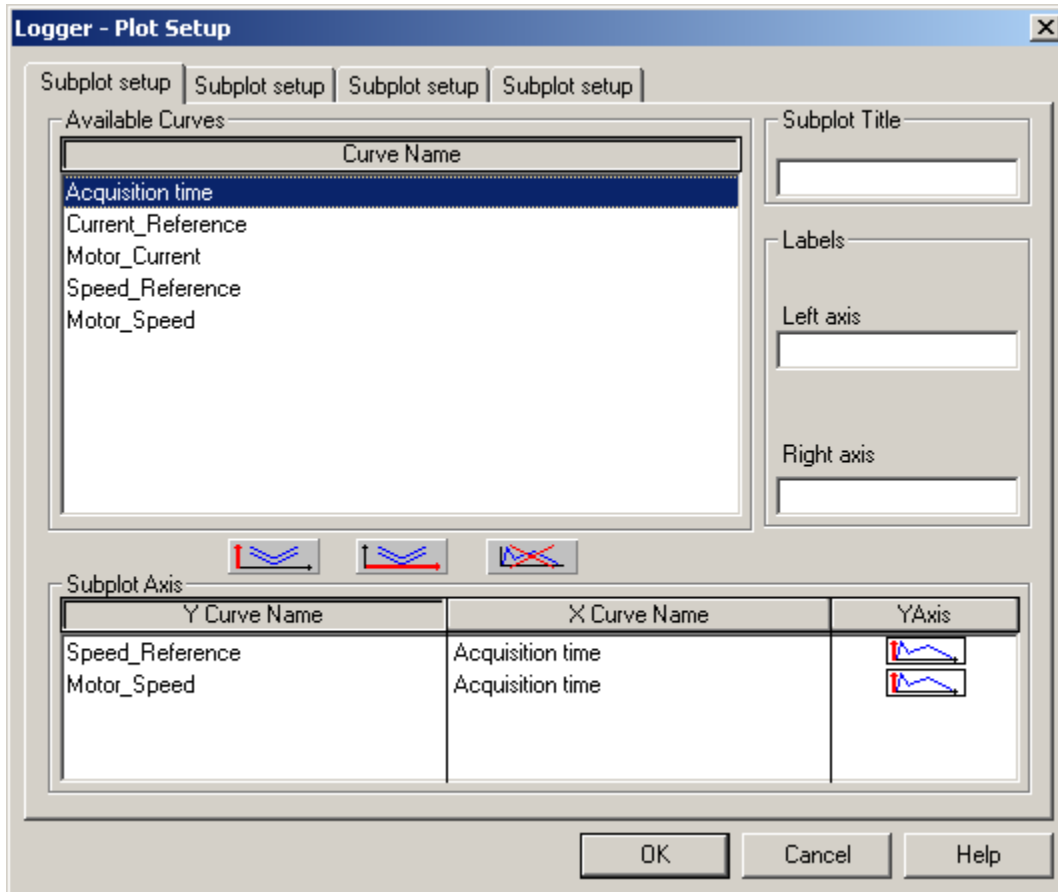 Logger - Plot Setup
Subplot setup Subplot setup Subplot setup Subplot setup
Available Curves
Curve Name
Acquisition time
Current_Reference
Motor_Current
Speed_Reference
Motor_Speed
Subplot Title
Labels
Left axis
Right axis
Subplot Axis
Y Curve Name X Curve Name YAxis
Speed_Reference Acquisition time
Motor_Speed Acquisition time
OK Cancel Help